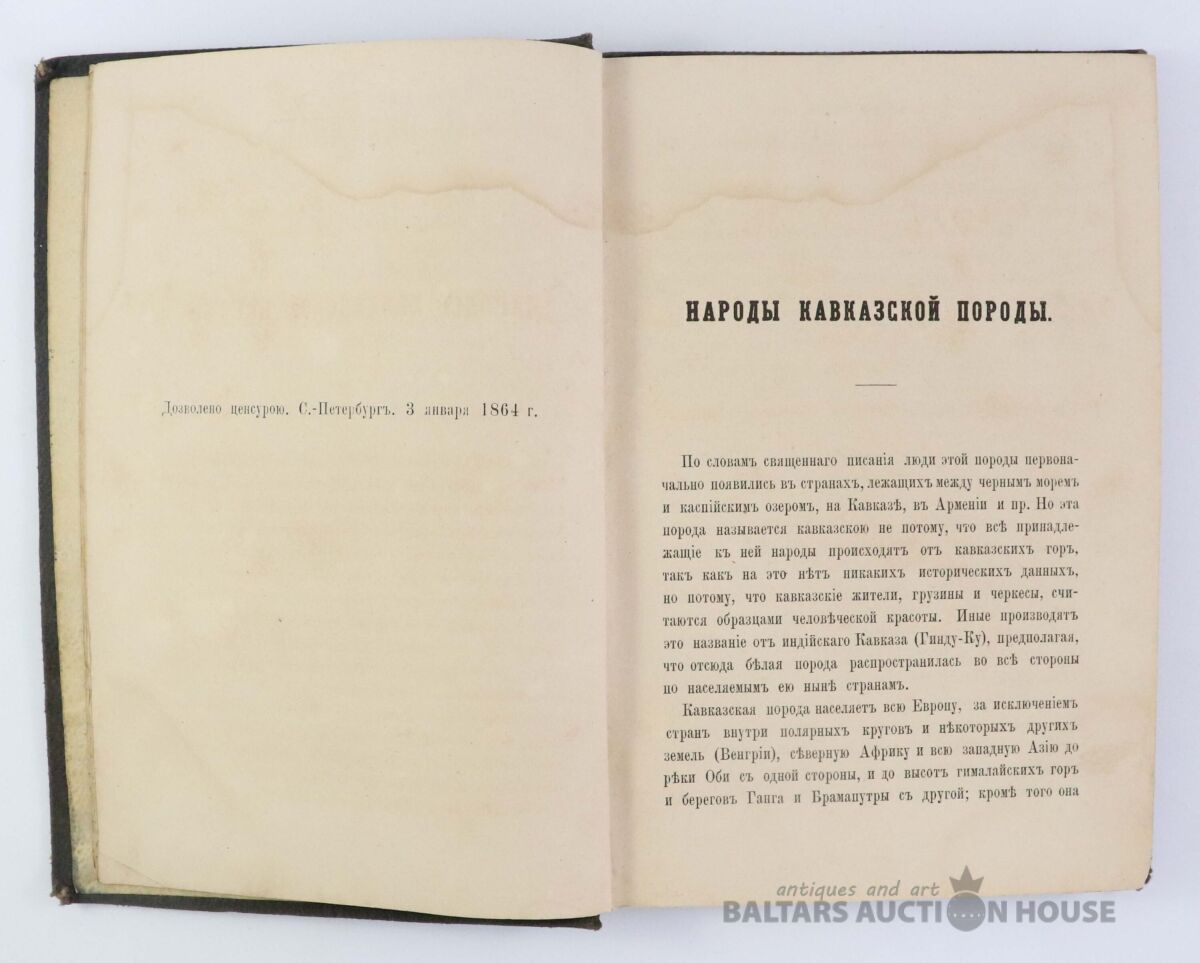 Дозволено цензурою. С.-Петербургъ. 3 января 1864 г.
НАРОДЫ КАВКАЗСКОЙ ПОРОДЫ.
По словамъ священнаго писанія люди этой породы первона-
чально появились въ странахъ, лежащихъ между чернымъ моремъ
и каспійскимъ озеромъ, на Кавказѣ, въ Арменіи и пр. Но эта
порода называется кавказскою не потому, что всѣ принадле-
жащіе къ ней народы происходятъ отъ кавказскихъ горъ,
такъ какъ на это нѣтъ никакихъ историческихъ данныхъ,
но потому, что кавказскіе жители, грузины и черкесы, счи-
таются образцами человѣческой красоты. Иные производятъ
это названіе отъ индійскаго Кавказа (Гинду-Ку), предполагая,
что отсюда бѣлая порода распространилась во всѣ стороны
по населяемымъ ею нынѣ странамъ.
Кавказская порода населяетъ всю Европу, за исключеніемъ
странъ внутри полярныхъ круговъ и нѣкоторыхъ другихъ
земель (Венгріи), сѣверную Африку и всю западную Азію до
рѣки Оби съ одной стороны, и до высотъ гималайскихъ горъ
и береговъ Ганга и Брамапутры съ другой; кромѣ того она
antiques and art
BALTARS AUCTION HOUSE